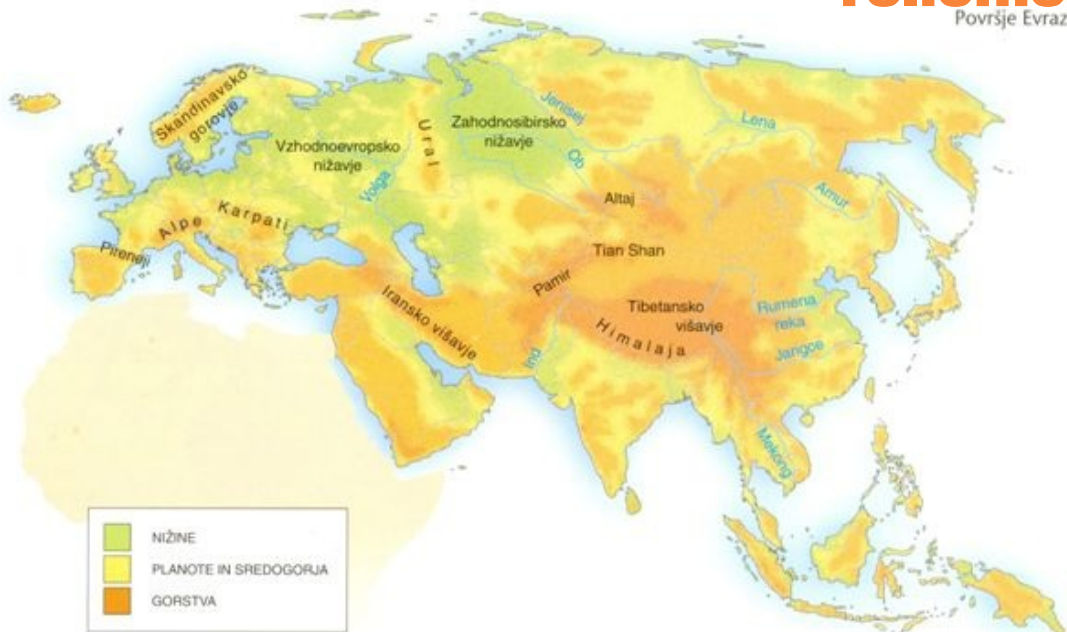 Površje Evraz
Skandinavsko
gorovje
Vzhodnoevropsko
nižavje
Ural
Zahodnosibirsko
nižavje
Jenisej
Ob
Lena
Amur
Volga
Altaj
Karpati
Alpe
Pireneji
Tian Shan
Pamir
Iransko višavje
Tibetansko
višavje
Himalaja
Rumena
reka
Jangce
Ind
Mekong
NIŽINE
PLANOTE IN SREDOGORJA
GORSTVA